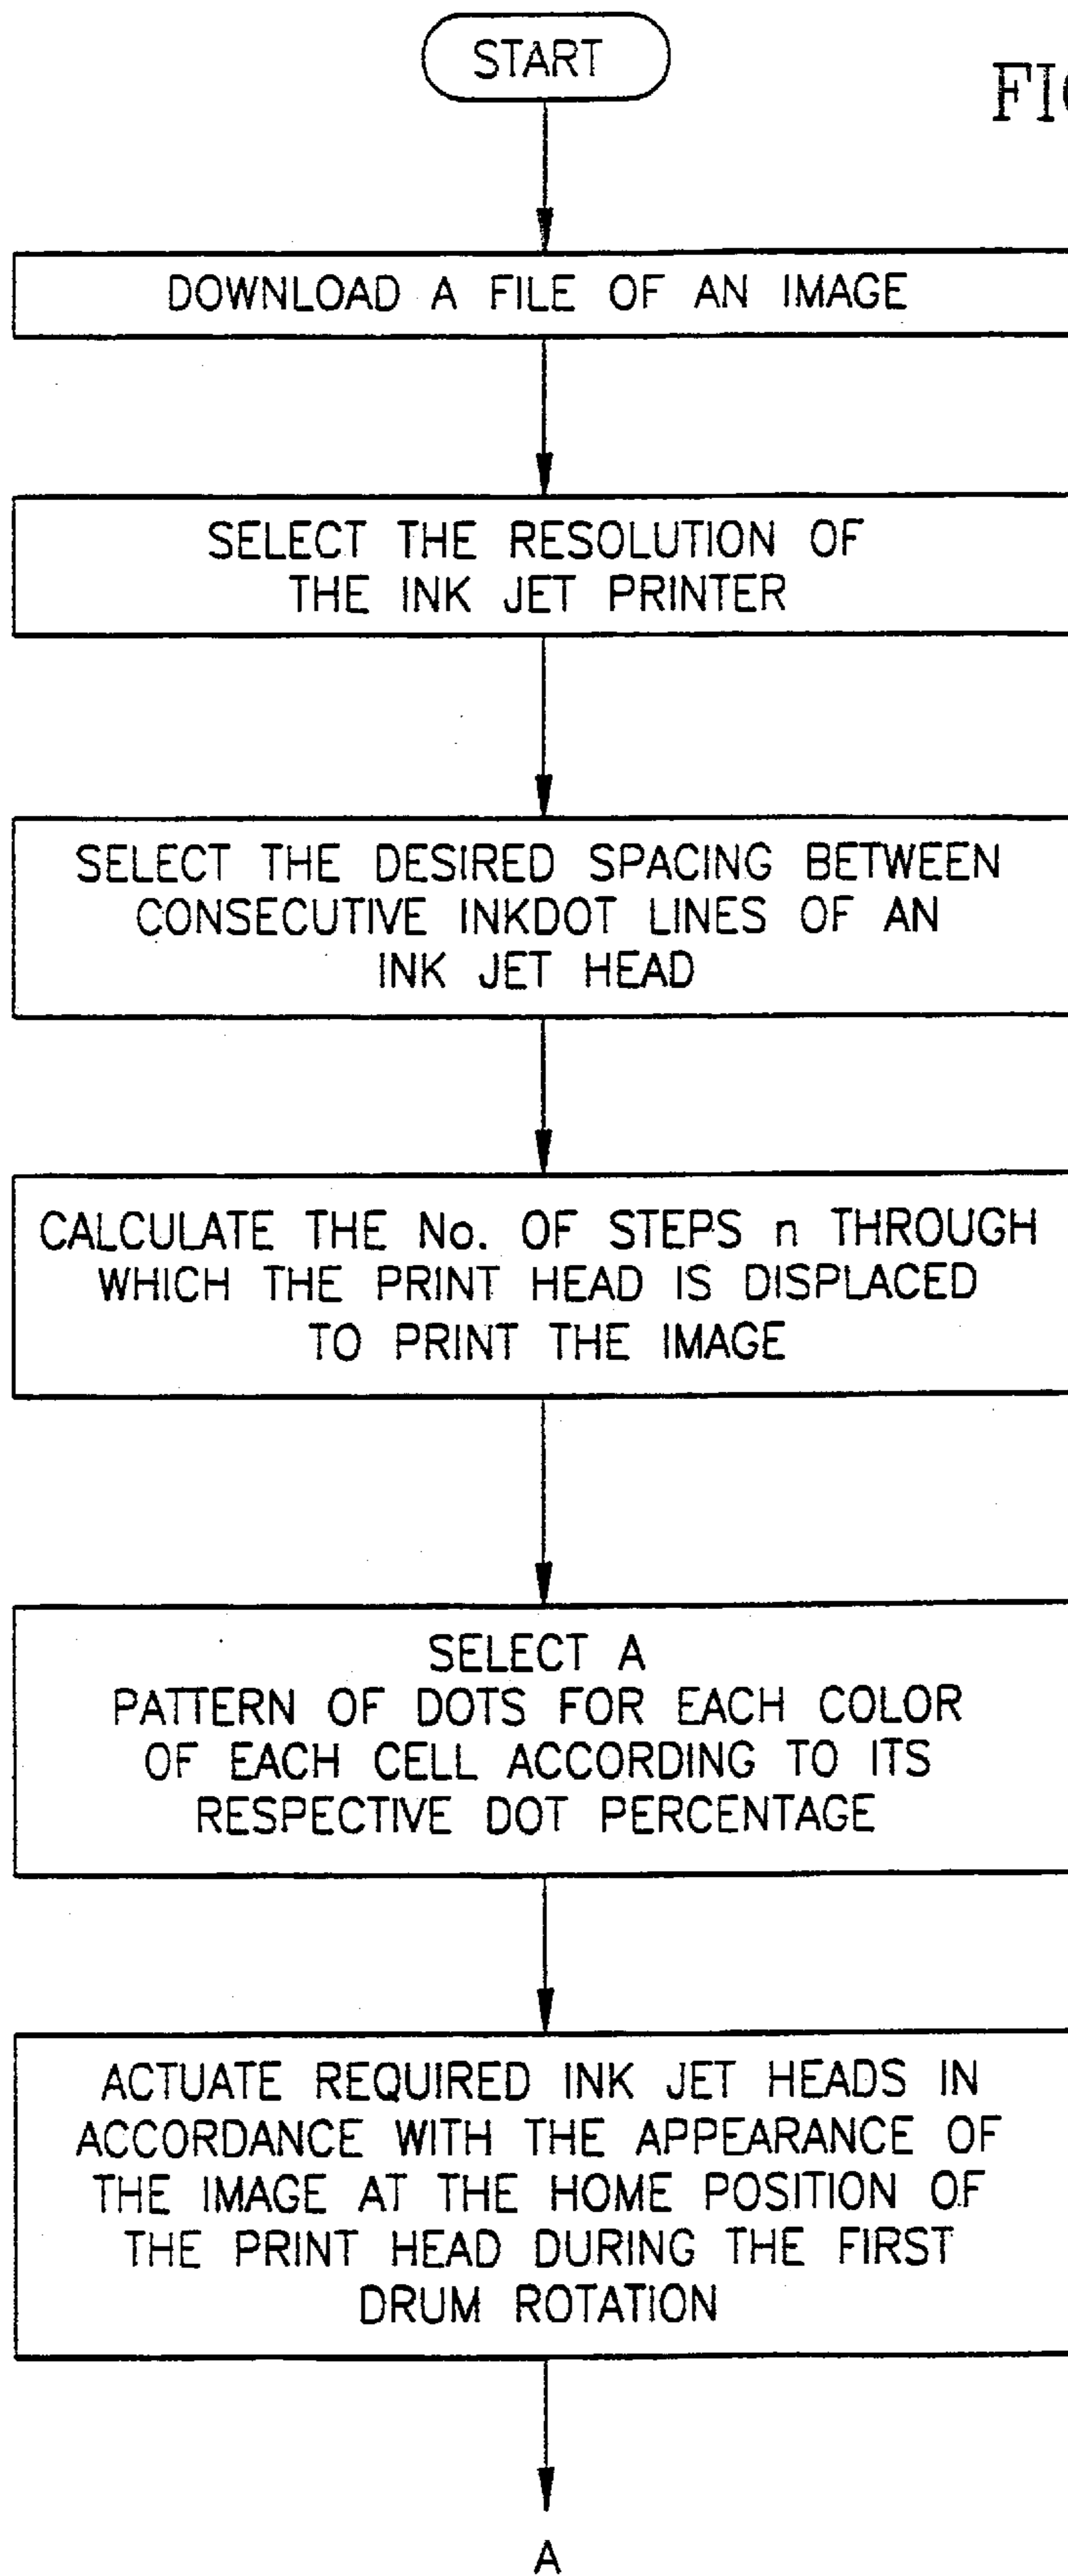 START
DOWNLOAD A FILE OF AN IMAGE
SELECT THE RESOLUTION OF
THE INK JET PRINTER
SELECT THE DESIRED SPACING BETWEEN
CONSECUTIVE INKDOT LINES OF AN
INK JET HEAD
CALCULATE THE No. OF STEPS n THROUGH
WHICH THE PRINT HEAD IS DISPLACED
TO PRINT THE IMAGE
SELECT A
PATTERN OF DOTS FOR EACH COLOR
OF EACH CELL ACCORDING TO ITS
RESPECTIVE DOT PERCENTAGE
ACTUATE REQUIRED INK JET HEADS IN
ACCORDANCE WITH THE APPEARANCE OF
THE IMAGE AT THE HOME POSITION OF
THE PRINT HEAD DURING THE FIRST
DRUM ROTATION
A